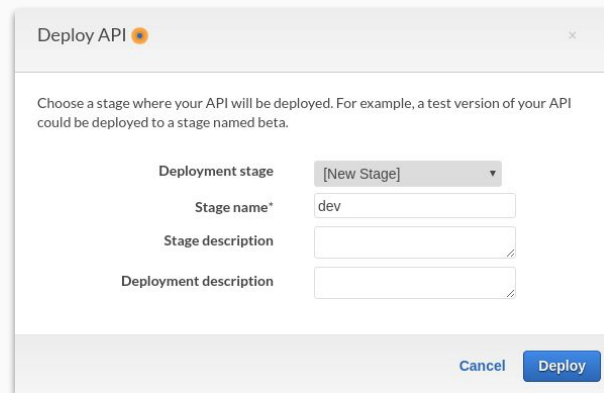 Deploy API
×
Choose a stage where your API will be deployed. For example, a test version of your API
could be deployed to a stage named beta.
Deployment stage [New Stage]
Stage name* dev
Stage description
Deployment description
Cancel Deploy